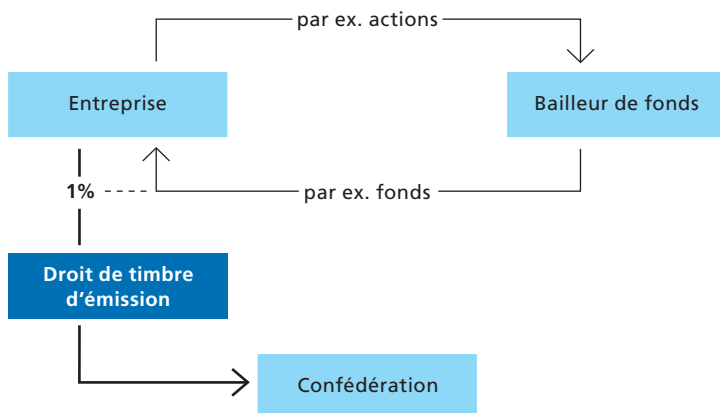 par ex. actions
Entreprise
Bailleur de fonds
1%
par ex. fonds
Droit de timbre
d’émission
Confédération